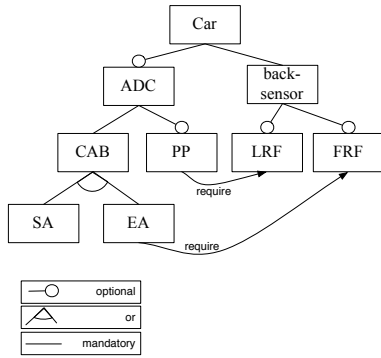 Car
ADC
back-
sensor
CAB
PP
LRF
FRF
require
SA
EA
require
optional
or
mandatory